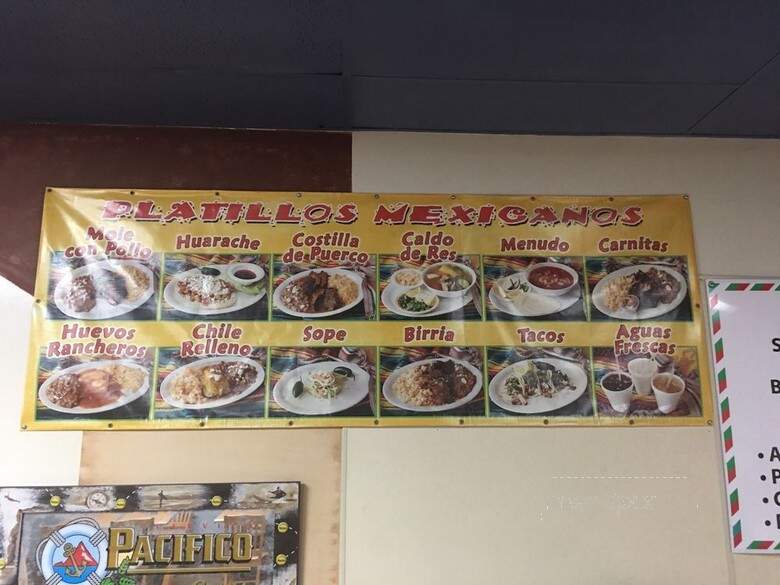 PLATILLOS MEXICANOS
Mole
con Pollo
Huarache
Costilla
de Puerco
Caldo
de Res
Menudo
Carnitas
Huevos
Rancheros
Chile
Relleno
Sope
Birria
Tacos
Aguas
Frescas
S
B
• A
• P
•
•
PACIFICO